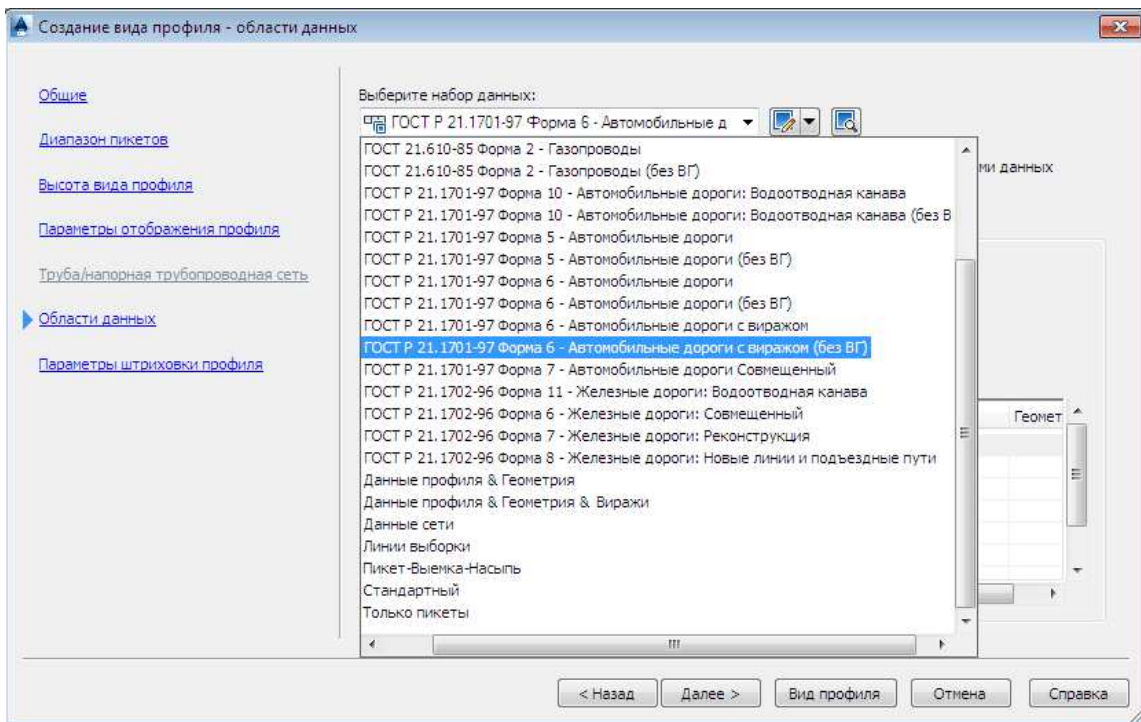 Создание вида профиля - области данных
Общие
Диапазон пикетов
Высота вида профиля
Параметры отображения профиля
Труба/напорная трубопроводная сеть
Области данных
Параметры штриховки профиля
Выберите набор данных:
ГОСТ Р 21.1701-97 Форма 6 - Автомобильные д
ми данных
ГОСТ 21.610-85 Форма 2 - Газопроводы
ГОСТ 21.610-85 Форма 2 - Газопроводы (без ВГ)
ГОСТ Р 21.1701-97 Форма 10 - Автомобильные дороги: Водоотводная канава
ГОСТ Р 21.1701-97 Форма 10 - Автомобильные дороги: Водоотводная канава (без В
ГОСТ Р 21.1701-97 Форма 5 - Автомобильные дороги
ГОСТ Р 21.1701-97 Форма 5 - Автомобильные дороги (без ВГ)
ГОСТ Р 21.1701-97 Форма 6 - Автомобильные дороги
ГОСТ Р 21.1701-97 Форма 6 - Автомобильные дороги (без ВГ)
ГОСТ Р 21.1701-97 Форма 6 - Автомобильные дороги с виражом
ГОСТ Р 21.1701-97 Форма 6 - Автомобильные дороги с виражом (без ВГ)
ГОСТ Р 21.1701-97 Форма 7 - Автомобильные дороги Совмещенный
ГОСТ Р 21.1702-96 Форма 11 - Железные дороги: Водоотводная канава
ГОСТ Р 21.1702-96 Форма 6 - Железные дороги: Совмещенный
ГОСТ Р 21.1702-96 Форма 7 - Железные дороги: Реконструкция
ГОСТ Р 21.1702-96 Форма 8 - Железные дороги: Новые линии и подъездные пути
Данные профиля & Геометрия
Данные профиля & Геометрия & Виражи
Данные сети
Линии выборки
Пикет-Выемка-Насыпь
Стандартный
Только пикеты
Геомет
< Назад
Далее >
Вид профиля
Отмена
Справка